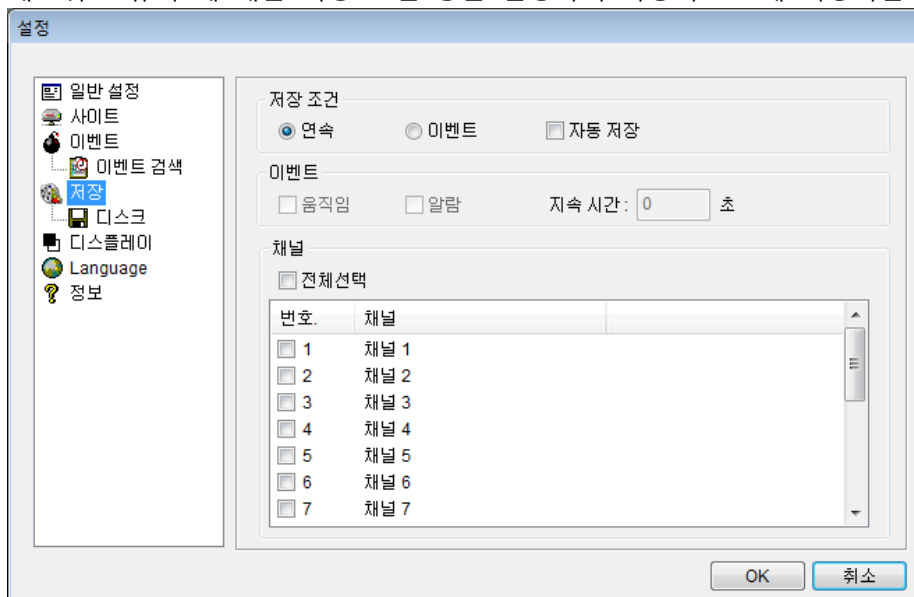 설정
일반 설정
사이트
이벤트
이벤트 검색
저장
디스크
디스플레이
Language
정보
저장 조건
연속 이벤트 자동 저장
이벤트
움직임 알람 지속 시간 : 0 초
채널
전체선택
번호. 채널
1 채널 1
2 채널 2
3 채널 3
4 채널 4
5 채널 5
6 채널 6
7 채널 7
OK 취소